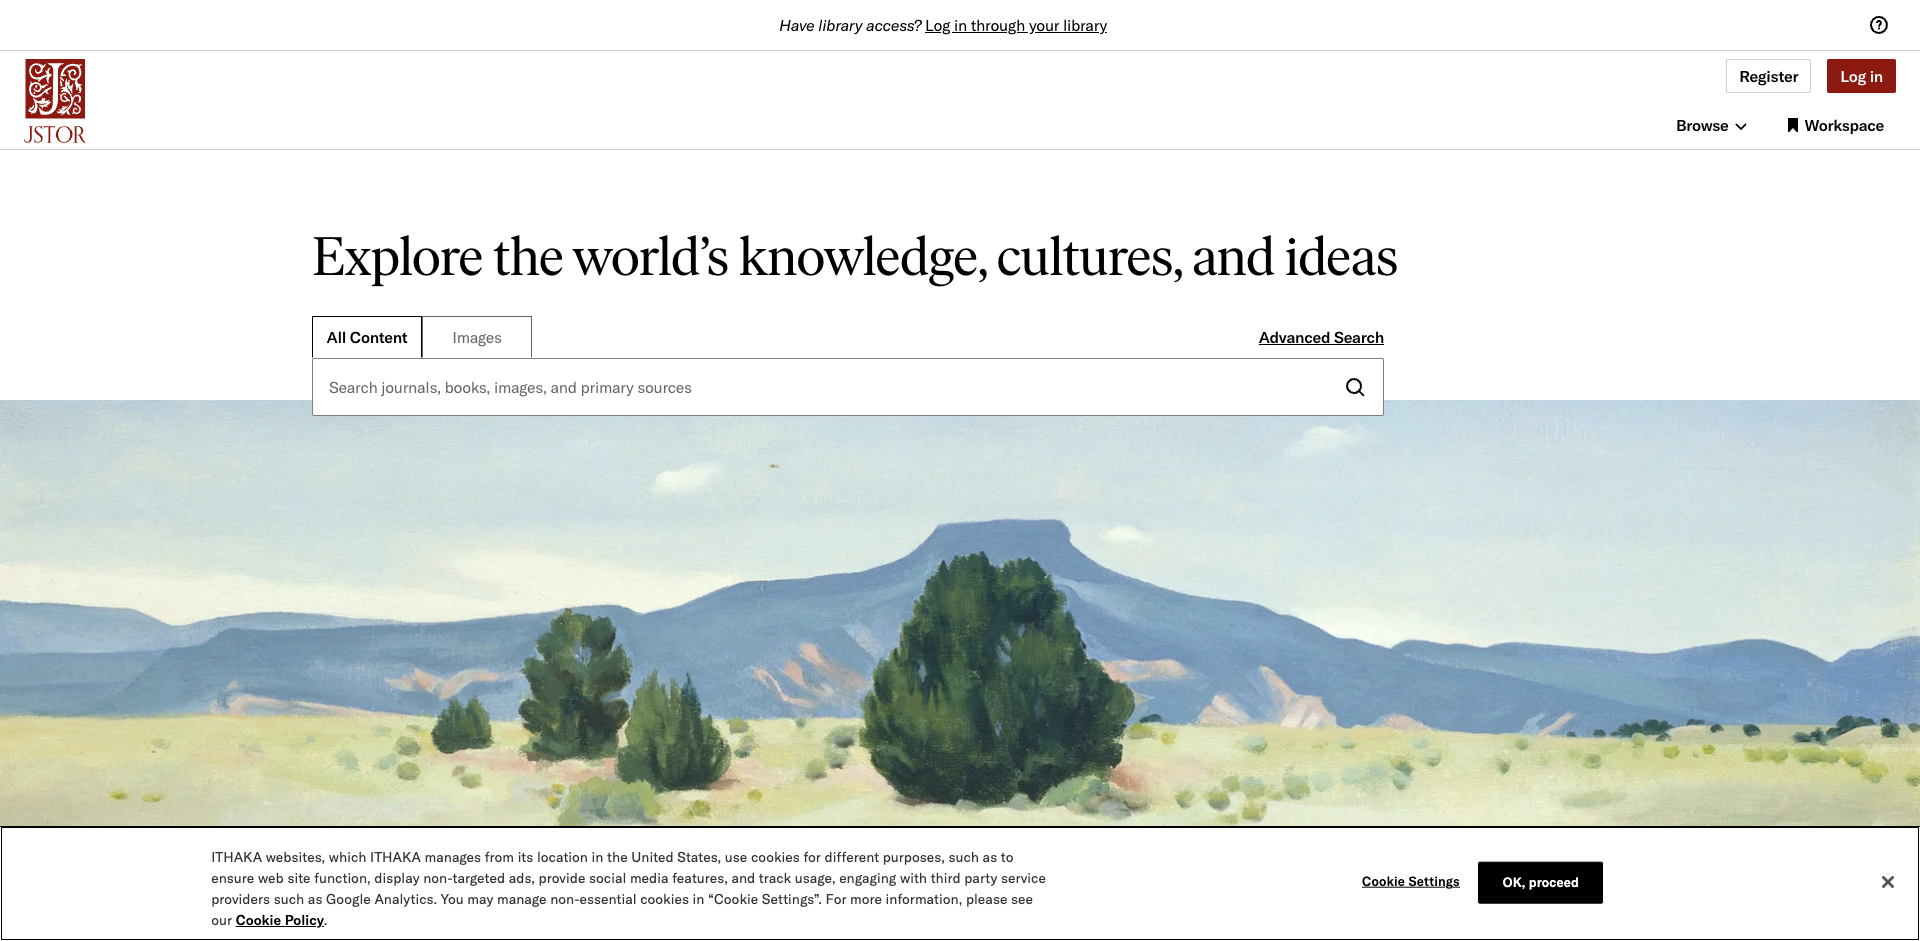 Have library access? Log in through your library
JSTOR
Register
Log in
Browse
Workspace
Explore the world’s knowledge, cultures, and ideas
All Content
Images
Advanced Search
Search journals, books, images, and primary sources
ITHAKA websites, which ITHAKA manages from its location in the United States, use cookies for different purposes, such as to
ensure web site function, display non-targeted ads, provide social media features, and track usage, engaging with third party service
providers such as Google Analytics. You may manage non-essential cookies in “Cookie Settings”. For more information, please see
our Cookie Policy.
Cookie Settings
OK, proceed